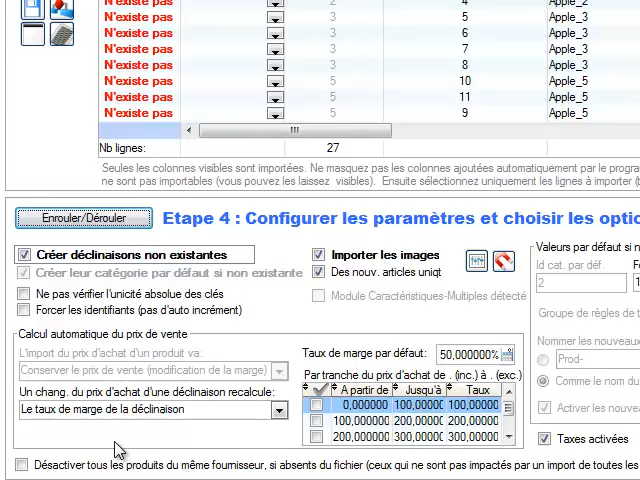 N'existe pas 2 4 Apple_2
N'existe pas 3 5 Apple_3
N'existe pas 3 6 Apple_3
N'existe pas 3 7 Apple_3
N'existe pas 3 8 Apple_3
N'existe pas 5 10 Apple_5
N'existe pas 5 11 Apple_5
N'existe pas 5 9 Apple_5
Nb lignes: 27
Seules les colonnes visibles sont importées. Ne masquez pas les colonnes ajoutées automatiquement par le progra
ne sont pas importables (vous pouvez les laissez visibles). Ensuite sélectionnez uniquement les lignes à importer (
Enrouler/Dérouler
Etape 4 : Configurer les paramètres et choisir les optio
Créer déclinaisons non existantes
Créer leur catégorie par défaut si non existante
Ne pas vérifier l'unicité absolue des clés
Forcer les identifiants (pas d'auto incrément)
Importer les images
Des nouv. articles uniqt
Module Caractéristiques-Multiples détecté
Valeurs par défaut si n
Id cat. par déf.
2
Groupe de règles de t
Nommer les nouveaux
Prod-
Comme le nom du
Activer les nouve
Taxes activées
Calcul automatique du prix de vente
L'import du prix d'achat d'un produit va:
Conserver le prix de vente (modification de la marge)
Un chang. du prix d'achat d'une déclinaison recalcule:
Le taux de marge de la déclinaison
Taux de marge par défaut: 50,000000%
Par tranche du prix d'achat de . (inc.) à . (exc.)
A partir de Jusqu'à Taux
0,000000 100,0000 100,0000
100,0000 200,0000 200,0000
200,0000 300,0000 300,0000
Désactiver tous les produits du même fournisseur, si absents du fichier (ceux qui ne sont pas impactés par un import de toutes les